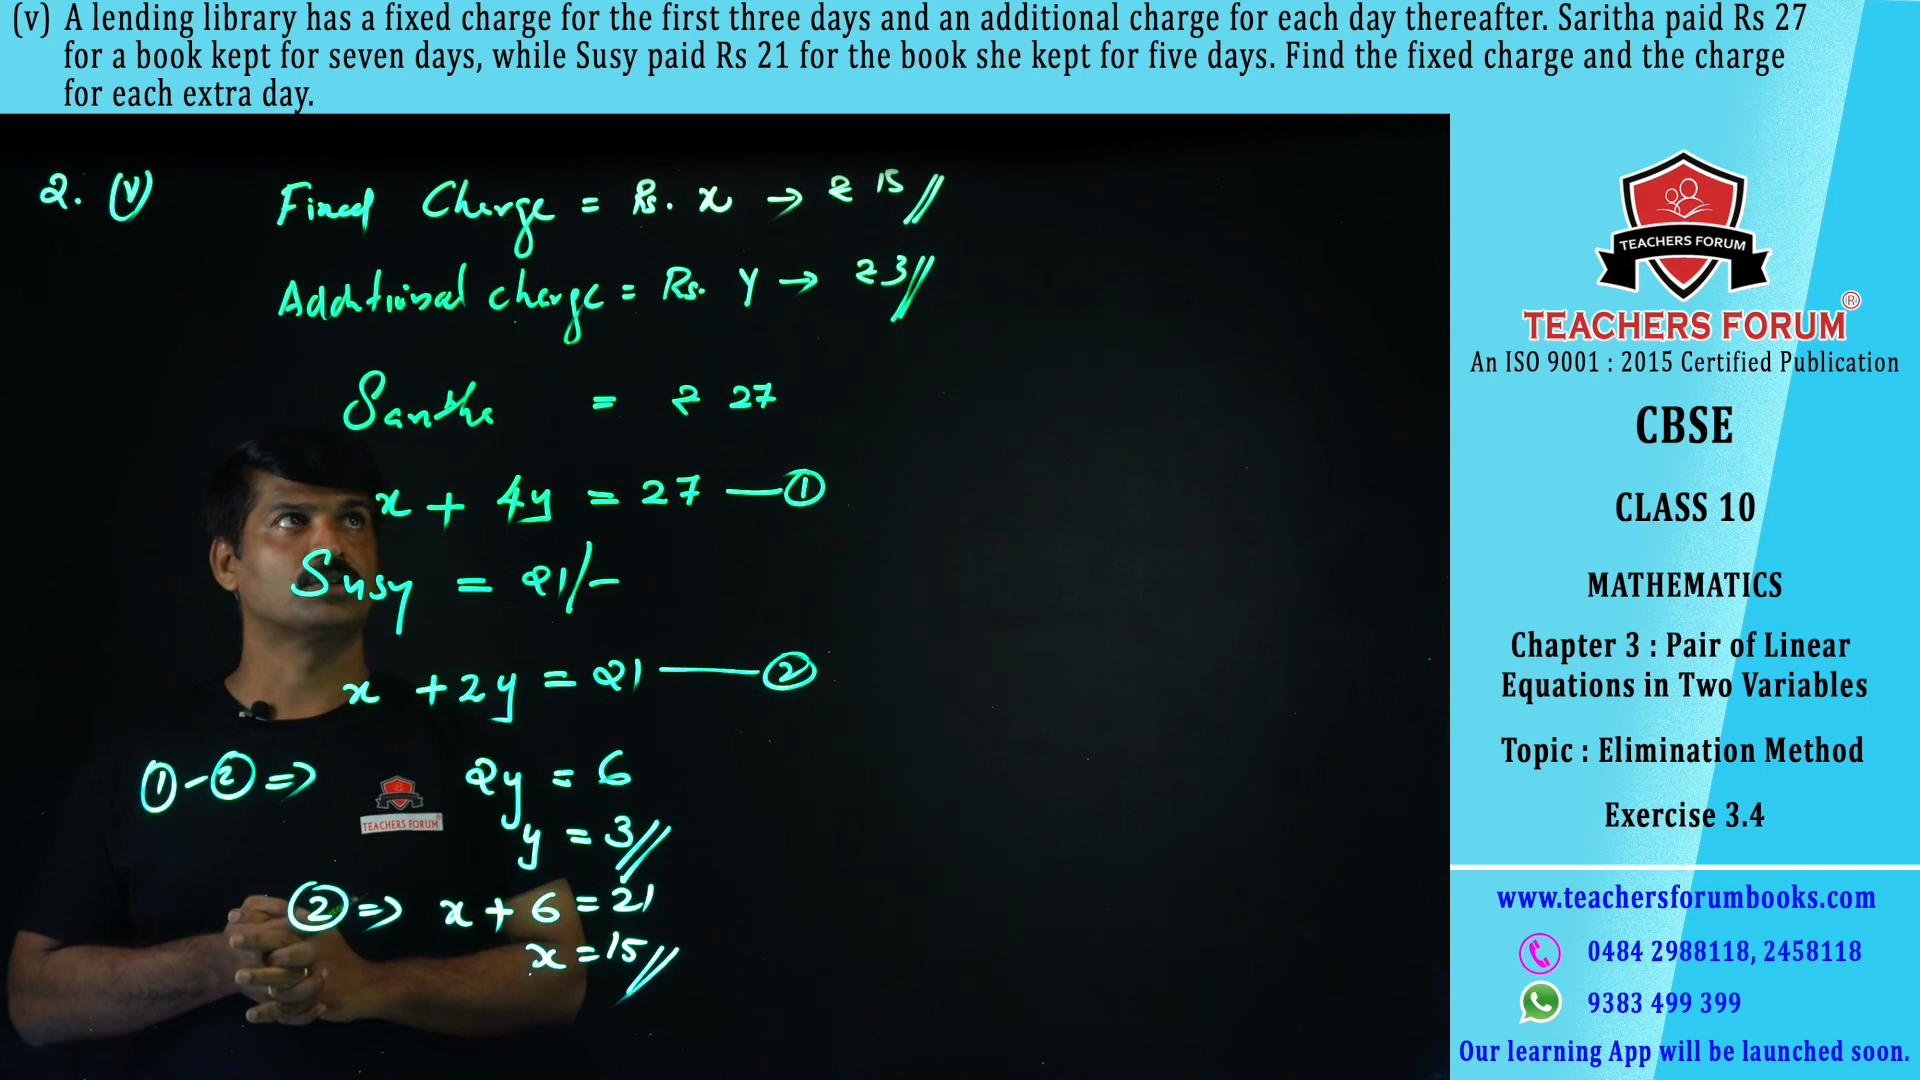 (v) A lending library has a fixed charge for the first three days and an additional charge for each day thereafter. Saritha paid Rs 27
for a book kept for seven days, while Susy paid Rs 21 for the book she kept for five days. Find the fixed charge and the charge
for each extra day.
2. (v)
Fixed Charge = Rs. x → ₹ 15//
Additional charge = Rs. y → ₹3//
Saritha = ₹ 27
x + 4y = 27 — ①
Susy = 21/-
x + 2y = 21 — ②
① - ② => 2y = 6
y = 3//
② => x + 6 = 21
x = 15//
TEACHERS FORUM
TEACHERS FORUM
TEACHERS FORUM®
An ISO 9001 : 2015 Certified Publication
CBSE
CLASS 10
MATHEMATICS
Chapter 3 : Pair of Linear
Equations in Two Variables
Topic : Elimination Method
Exercise 3.4
www.teachersforumbooks.com
0484 2988118, 2458118
9383 499 399
Our learning App will be launched soon.